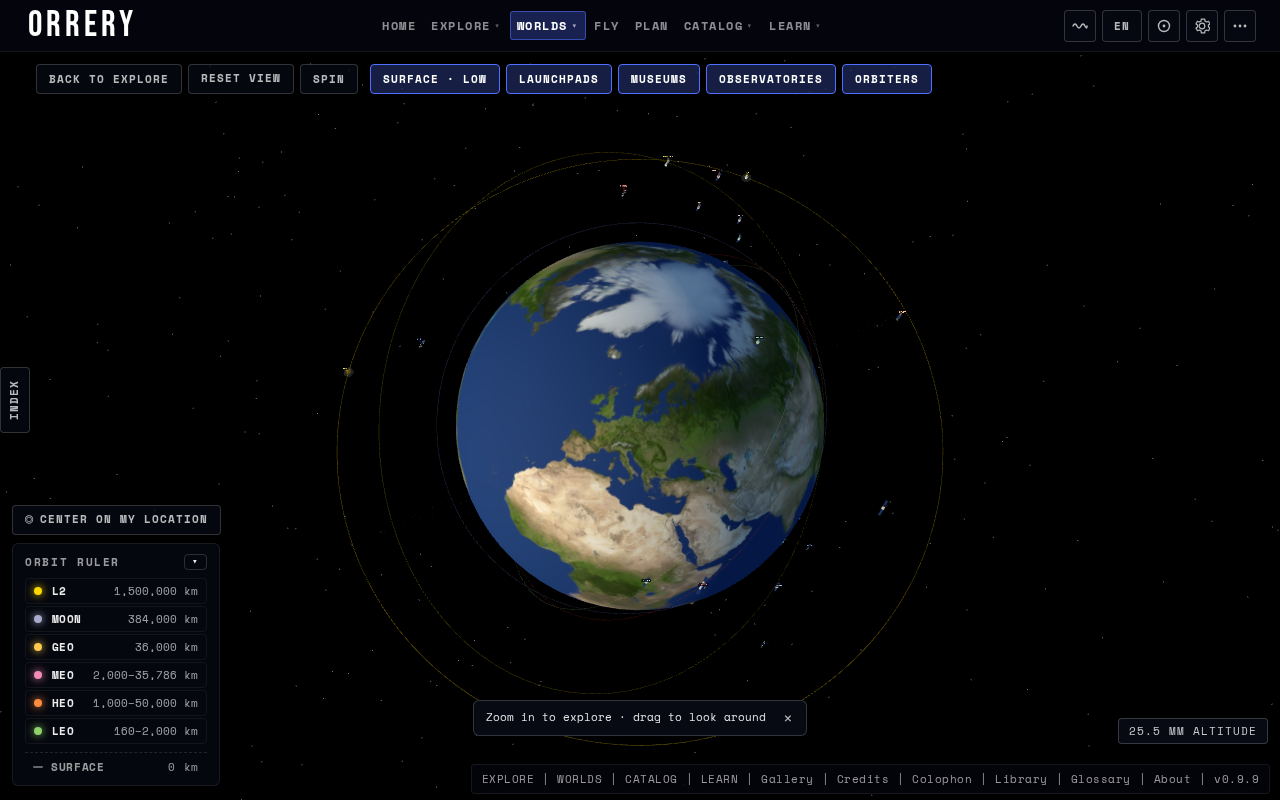 ORRERY
HOME EXPLORE ▾ WORLDS ▾ FLY PLAN CATALOG ▾ LEARN ▾
EN
BACK TO EXPLORE RESET VIEW SPIN SURFACE · LOW LAUNCHPADS MUSEUMS OBSERVATORIES ORBITERS
INDEX
◎ CENTER ON MY LOCATION
ORBIT RULER ▾
L2 1,500,000 km
MOON 384,000 km
GEO 36,000 km
MEO 2,000–35,786 km
HEO 1,000–50,000 km
LEO 160–2,000 km
— SURFACE 0 km
Zoom in to explore · drag to look around ×
25.5 MM ALTITUDE
EXPLORE | WORLDS | CATALOG | LEARN | Gallery | Credits | Colophon | Library | Glossary | About | v0.9.9